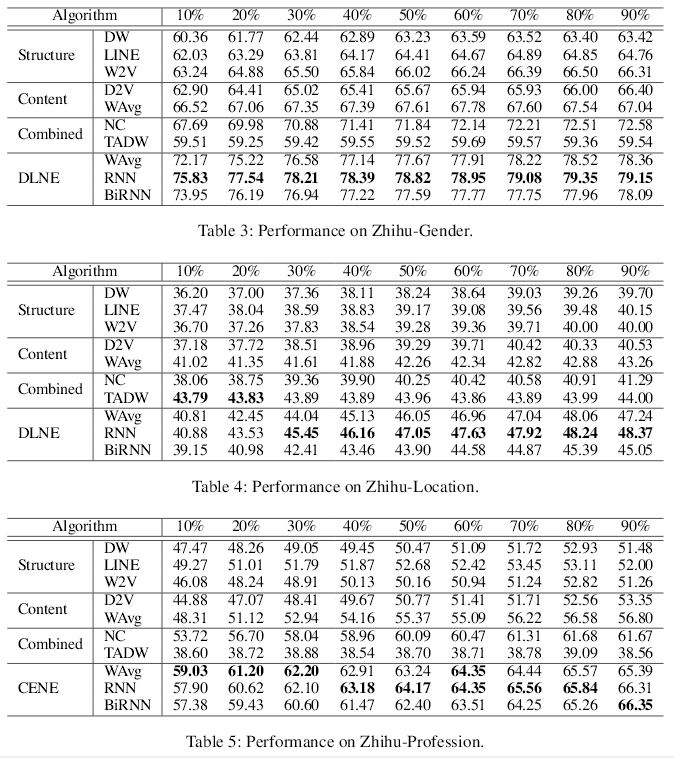 Algorithm 10% 20% 30% 40% 50% 60% 70% 80% 90%
DW 60.36 61.77 62.44 62.89 63.23 63.59 63.52 63.40 63.42
Structure LINE 62.03 63.29 63.81 64.17 64.41 64.67 64.89 64.85 64.76
W2V 63.24 64.88 65.50 65.84 66.02 66.24 66.39 66.50 66.31
Content D2V 62.90 64.41 65.02 65.41 65.67 65.94 65.93 66.00 66.40
WAvg 66.52 67.06 67.35 67.39 67.61 67.78 67.60 67.54 67.04
Combined NC 67.69 69.98 70.88 71.41 71.84 72.14 72.21 72.51 72.58
TADW 59.51 59.25 59.42 59.55 59.52 59.69 59.57 59.36 59.54
WAvg 72.17 75.22 76.58 77.14 77.67 77.91 78.22 78.52 78.36
DLNE RNN 75.83 77.54 78.21 78.39 78.82 78.95 79.08 79.35 79.15
BiRNN 73.95 76.19 76.94 77.22 77.59 77.77 77.75 77.96 78.09
Table 3: Performance on Zhihu-Gender.
Algorithm 10% 20% 30% 40% 50% 60% 70% 80% 90%
DW 36.20 37.00 37.36 38.11 38.24 38.64 39.03 39.26 39.70
Structure LINE 37.47 38.04 38.59 38.83 39.17 39.08 39.56 39.48 40.15
W2V 36.70 37.26 37.83 38.54 39.28 39.36 39.71 40.00 40.00
Content D2V 37.18 37.72 38.51 38.96 39.29 39.71 40.42 40.33 40.53
WAvg 41.02 41.35 41.61 41.88 42.26 42.34 42.82 42.88 43.26
Combined NC 38.06 38.75 39.36 39.90 40.25 40.42 40.58 40.91 41.29
TADW 43.79 43.83 43.89 43.89 43.96 43.86 43.89 43.99 44.00
WAvg 40.81 42.45 44.04 45.13 46.05 46.96 47.04 48.06 47.24
DLNE RNN 40.88 43.53 45.45 46.16 47.05 47.63 47.92 48.24 48.37
BiRNN 39.15 40.98 42.41 43.46 43.90 44.58 44.87 45.39 45.05
Table 4: Performance on Zhihu-Location.
Algorithm 10% 20% 30% 40% 50% 60% 70% 80% 90%
DW 47.47 48.26 49.05 49.45 50.47 51.09 51.72 52.93 51.48
Structure LINE 49.27 51.01 51.79 51.87 52.68 52.42 53.45 53.11 52.00
W2V 46.08 48.24 48.91 50.13 50.16 50.94 51.24 52.82 51.26
Content D2V 44.88 47.07 48.41 49.67 50.77 51.41 51.71 52.56 53.35
WAvg 48.31 51.12 52.94 54.16 55.37 55.09 56.22 56.58 56.80
Combined NC 53.72 56.70 58.04 58.96 60.09 60.47 61.31 61.68 61.67
TADW 38.60 38.72 38.88 38.54 38.70 38.71 38.78 39.09 38.56
WAvg 59.03 61.20 62.20 62.91 63.24 64.35 64.44 65.57 65.39
CENE RNN 57.90 60.62 62.10 63.18 64.17 64.35 65.56 65.84 66.31
BiRNN 57.38 59.43 60.60 61.47 62.40 63.51 64.25 65.26 66.35
Table 5: Performance on Zhihu-Profession.